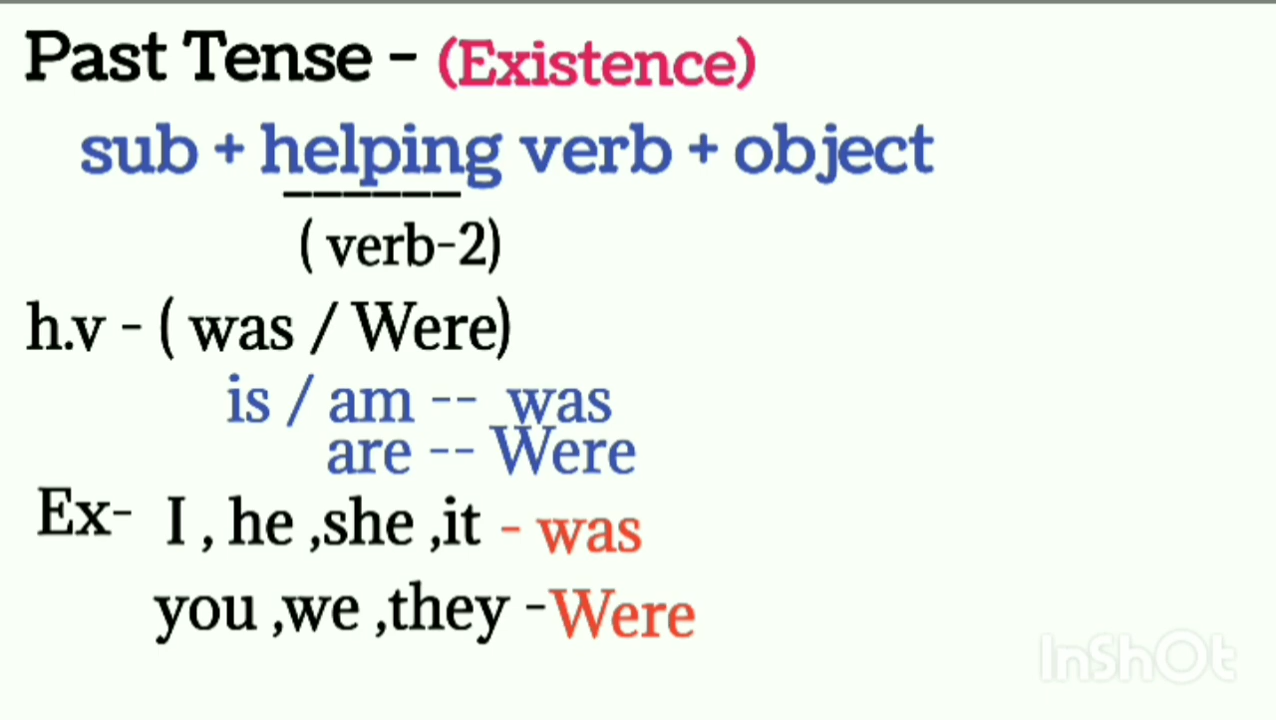 Past Tense - (Existence)
sub + helping verb + object
------
( verb-2)
h.v - ( was / Were)
is / am -- was
are -- Were
Ex- I , he ,she ,it - was
you ,we ,they -Were
InShOt